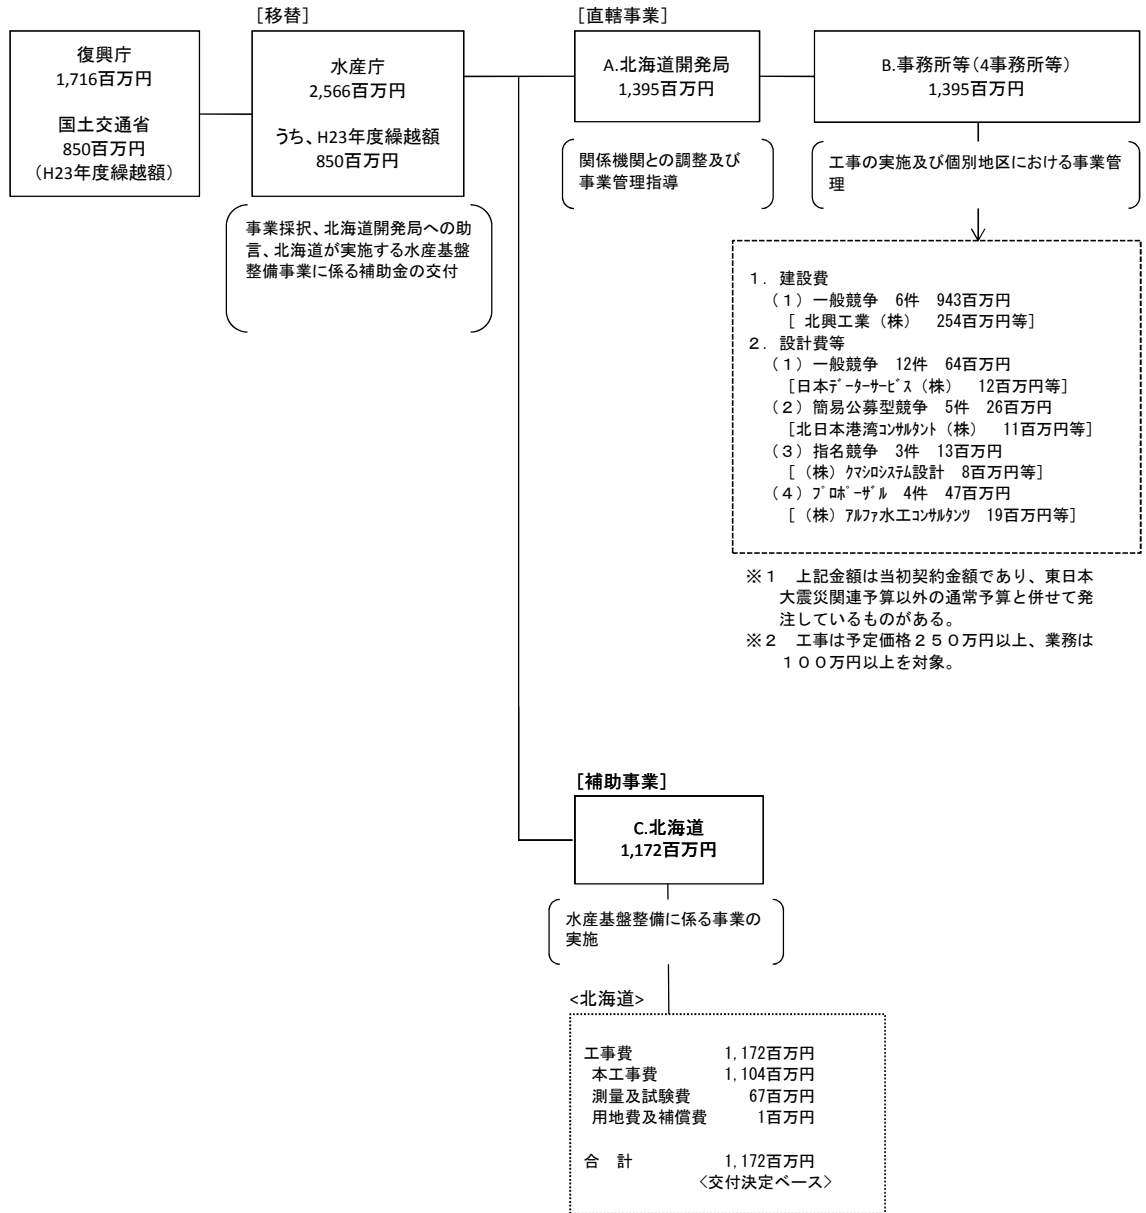 ［移替］
復興庁
1,716百万円
国土交通省
850百万円
（H23年度繰越額）
水産庁
2,566百万円
うち、H23年度繰越額
850百万円
事業採択、北海道開発局への助
言、北海道が実施する水産基盤
整備事業に係る補助金の交付
［直轄事業］
A.北海道開発局
1,395百万円
関係機関との調整及び
事業管理指導
B.事務所等（4事務所等）
1,395百万円
工事の実施及び個別地区における事業管
理
１．建設費
（１）一般競争　6件　943百万円
［ 北興工業（株）　254百万円等］
２．設計費等
（１）一般競争　12件　64百万円
［日本ﾃﾞｰﾀｰｻｰﾋﾞｽ（株）　12百万円等］
（２）簡易公募型競争　5件　26百万円
［北日本港湾ｺﾝｻﾙﾀﾝﾄ（株）　11百万円等］
（３）指名競争　3件　13百万円
［（株）ｸﾏｼﾛｼｽﾃﾑ設計　8百万円等］
（４）ﾌﾟﾛﾎﾟｰｻﾞﾙ　4件　47百万円
［（株）ｱﾙﾌｧ水工ｺﾝｻﾙﾀﾝﾂ　19百万円等］
※１　上記金額は当初契約金額であり、東日本
大震災関連予算以外の通常予算と併せて発
注しているものがある。
※２　工事は予定価格２５０万円以上、業務は
１００万円以上を対象。
［補助事業］
C.北海道
1,172百万円
水産基盤整備に係る事業の
実施
<北海道>
工事費　1,172百万円
本工事費　1,104百万円
測量及試験費　67百万円
用地費及補償費　1百万円
合　計　1,172百万円
〈交付決定ベース〉